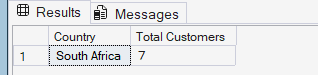 Results Messages
Country Total Customers
1 South Africa 7